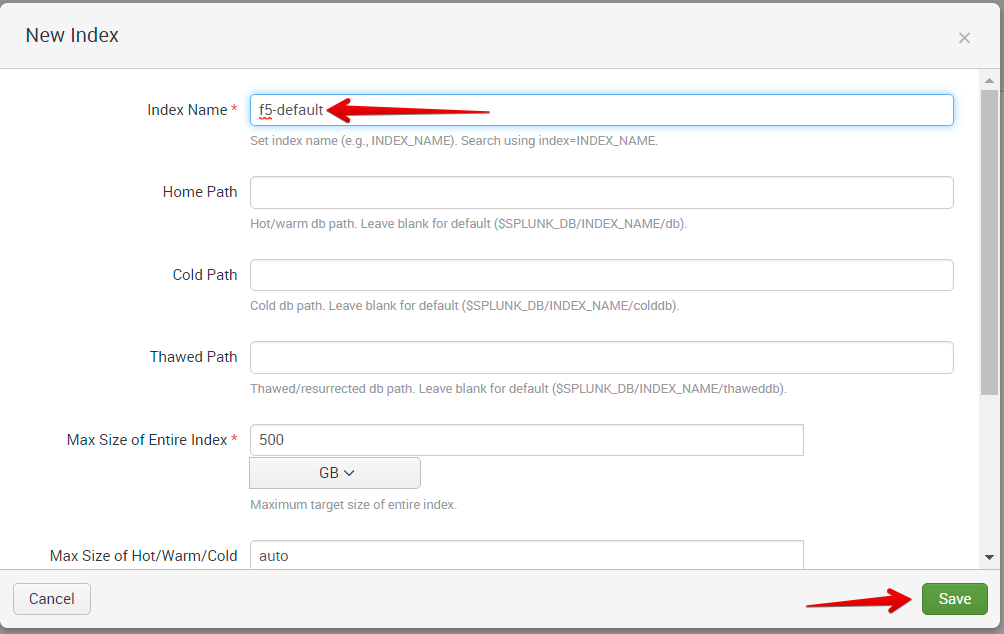 New Index
Index Name *
f5-default
Set index name (e.g., INDEX_NAME). Search using index=INDEX_NAME.
Home Path
Hot/warm db path. Leave blank for default ($SPLUNK_DB/INDEX_NAME/db).
Cold Path
Cold db path. Leave blank for default ($SPLUNK_DB/INDEX_NAME/colddb).
Thawed Path
Thawed/resurrected db path. Leave blank for default ($SPLUNK_DB/INDEX_NAME/thaweddb).
Max Size of Entire Index *
500
GB
Maximum target size of entire index.
Max Size of Hot/Warm/Cold
auto
Cancel
Save